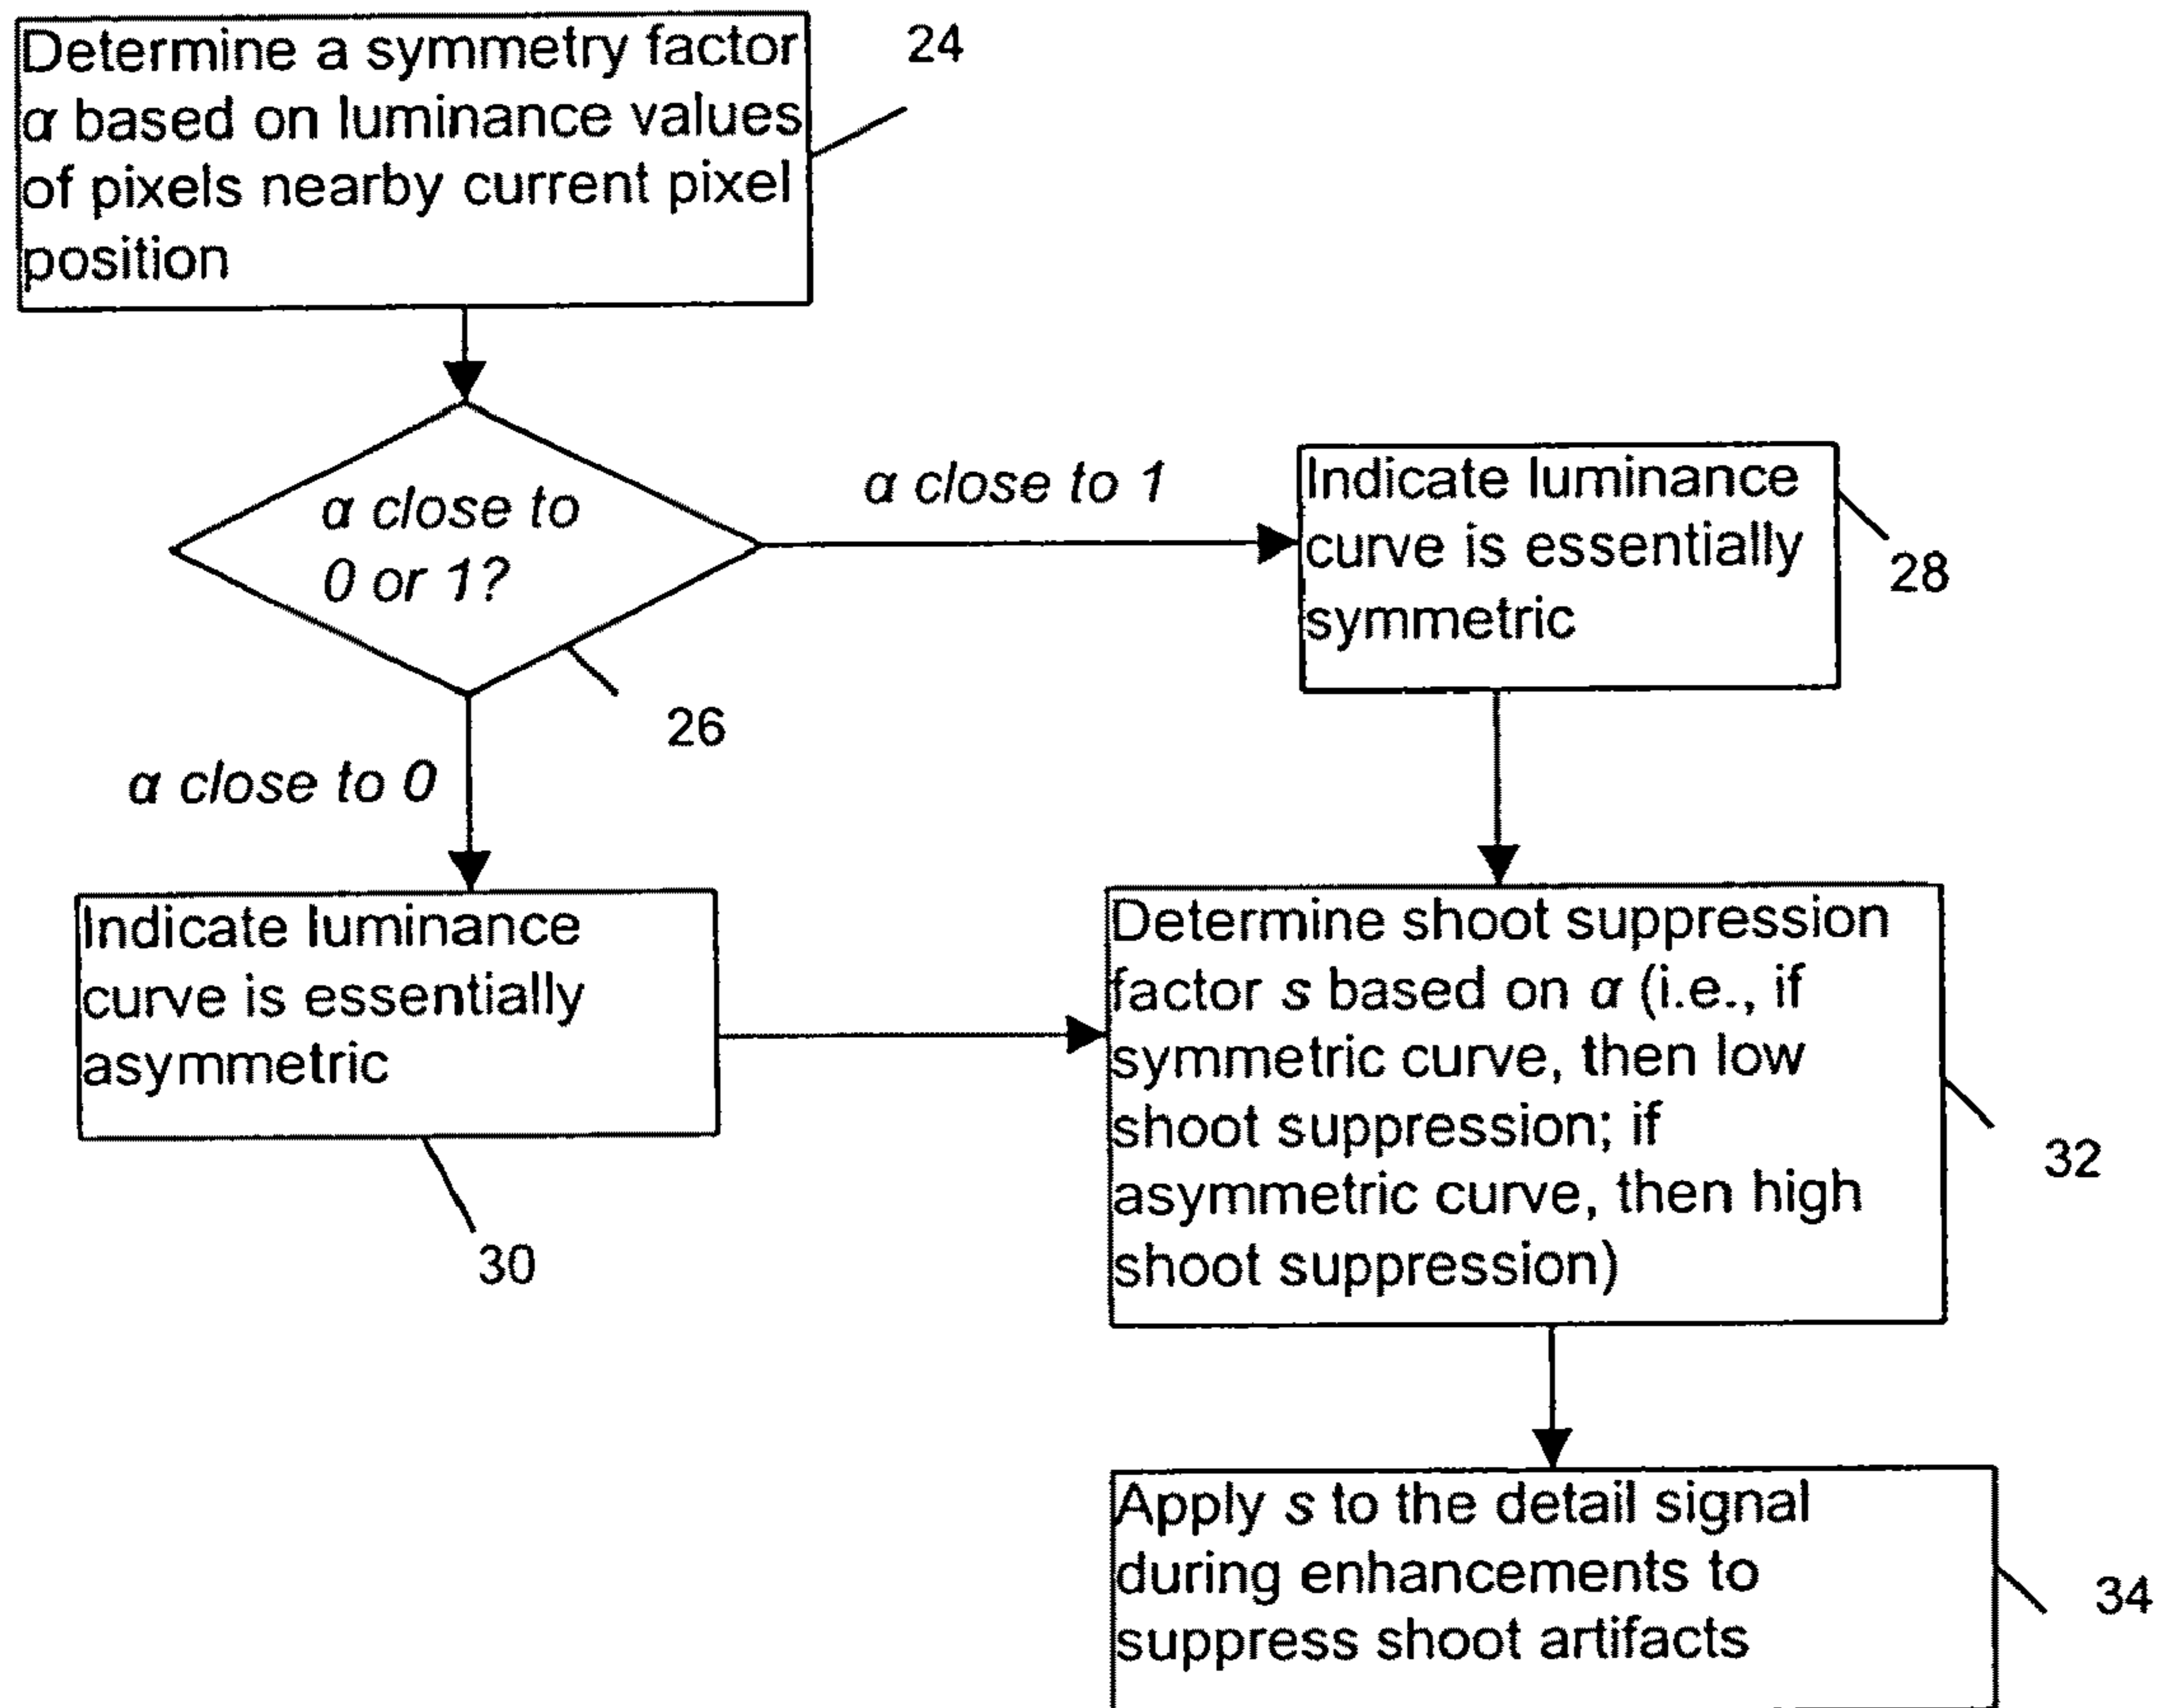 Determine a symmetry factor
α based on luminance values
of pixels nearby current pixel
position
24
α close to
0 or 1?
26
α close to 1
Indicate luminance
curve is essentially
symmetric
28
α close to 0
Indicate luminance
curve is essentially
asymmetric
30
Determine shoot suppression
factor s based on α (i.e., if
symmetric curve, then low
shoot suppression; if
asymmetric curve, then high
shoot suppression)
32
Apply s to the detail signal
during enhancements to
suppress shoot artifacts
34